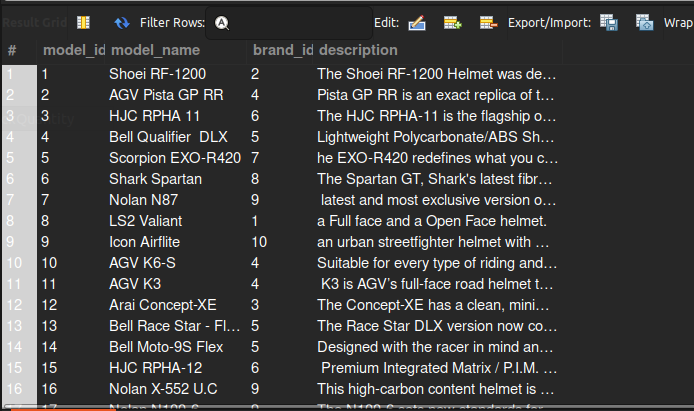 Result Grid Filter Rows: Edit: Export/Import: Wrap
# model_id model_name brand_id description
1 1 Shoei RF-1200 2 The Shoei RF-1200 Helmet was de...
2 2 AGV Pista GP RR 4 Pista GP RR is an exact replica of t...
3 3 HJC RPHA 11 6 The HJC RPHA-11 is the flagship o...
4 4 Bell Qualifier  DLX 5 Lightweight Polycarbonate/ABS Sh...
5 5 Scorpion EXO-R420 7 he EXO-R420 redefines what you c...
6 6 Shark Spartan 8 The Spartan GT, Shark's latest fibr...
7 7 Nolan N87 9 latest and most exclusive version o...
8 8 LS2 Valiant 1 a Full face and a Open Face helmet.
9 9 Icon Airflite 10 an urban streetfighter helmet with ...
10 10 AGV K6-S 4 Suitable for every type of riding and...
11 11 AGV K3 4 K3 is AGV's full-face road helmet t...
12 12 Arai Concept-XE 3 The Concept-XE has a clean, mini...
13 13 Bell Race Star - Fl... 5 The Race Star DLX version now co...
14 14 Bell Moto-9S Flex 5 Designed with the racer in mind an...
15 15 HJC RPHA-12 6 Premium Integrated Matrix / P.I.M. ...
16 16 Nolan X-552 U.C 9 This high-carbon content helmet is ...